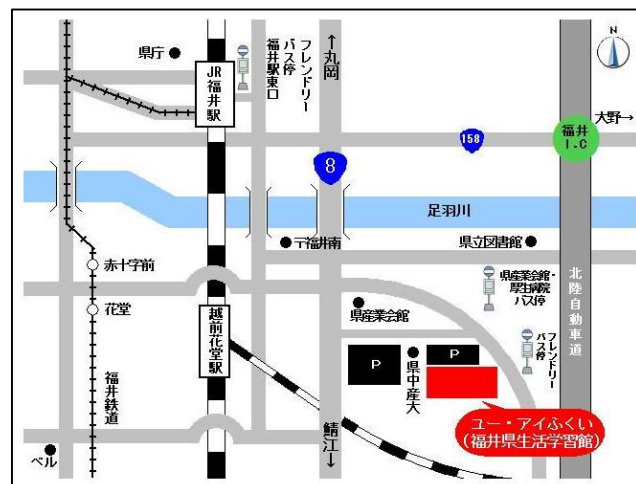 県庁
JR福井駅
フレンドリー
バス停
福井駅東口
↑丸岡
N
大野→
福井
I.C
158
8
足羽川
〒福井南
県立図書館
赤十字前
花堂
福井鉄道
越前花堂駅
県産業会館・
厚生病院
バス停
県産業会館
北陸自動車道
フレンドリー
バス停
P
県中産大
P
ユー・アイふくい
(福井県生活学習館)
鯖江↓
ベル